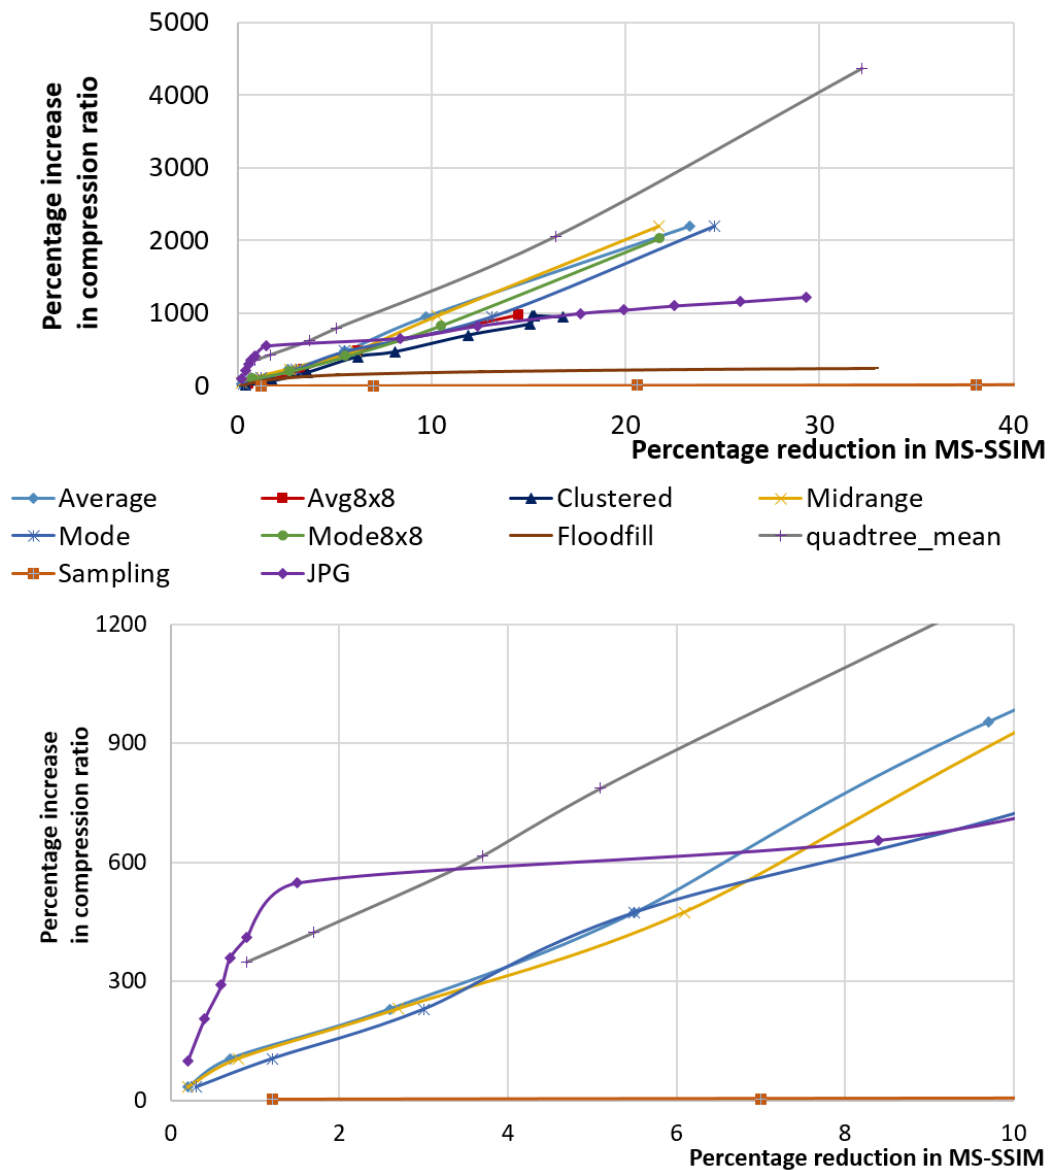 Percentage increase
in compression ratio
5000
4000
3000
2000
1000
0
0 10 20 30 40
Percentage reduction in MS-SSIM
Average Avg8x8 Clustered Midrange
Mode Mode8x8 Floodfill quadtree_mean
Sampling JPG
Percentage increase
in compression ratio
1200
900
600
300
0
0 2 4 6 8 10
Percentage reduction in MS-SSIM